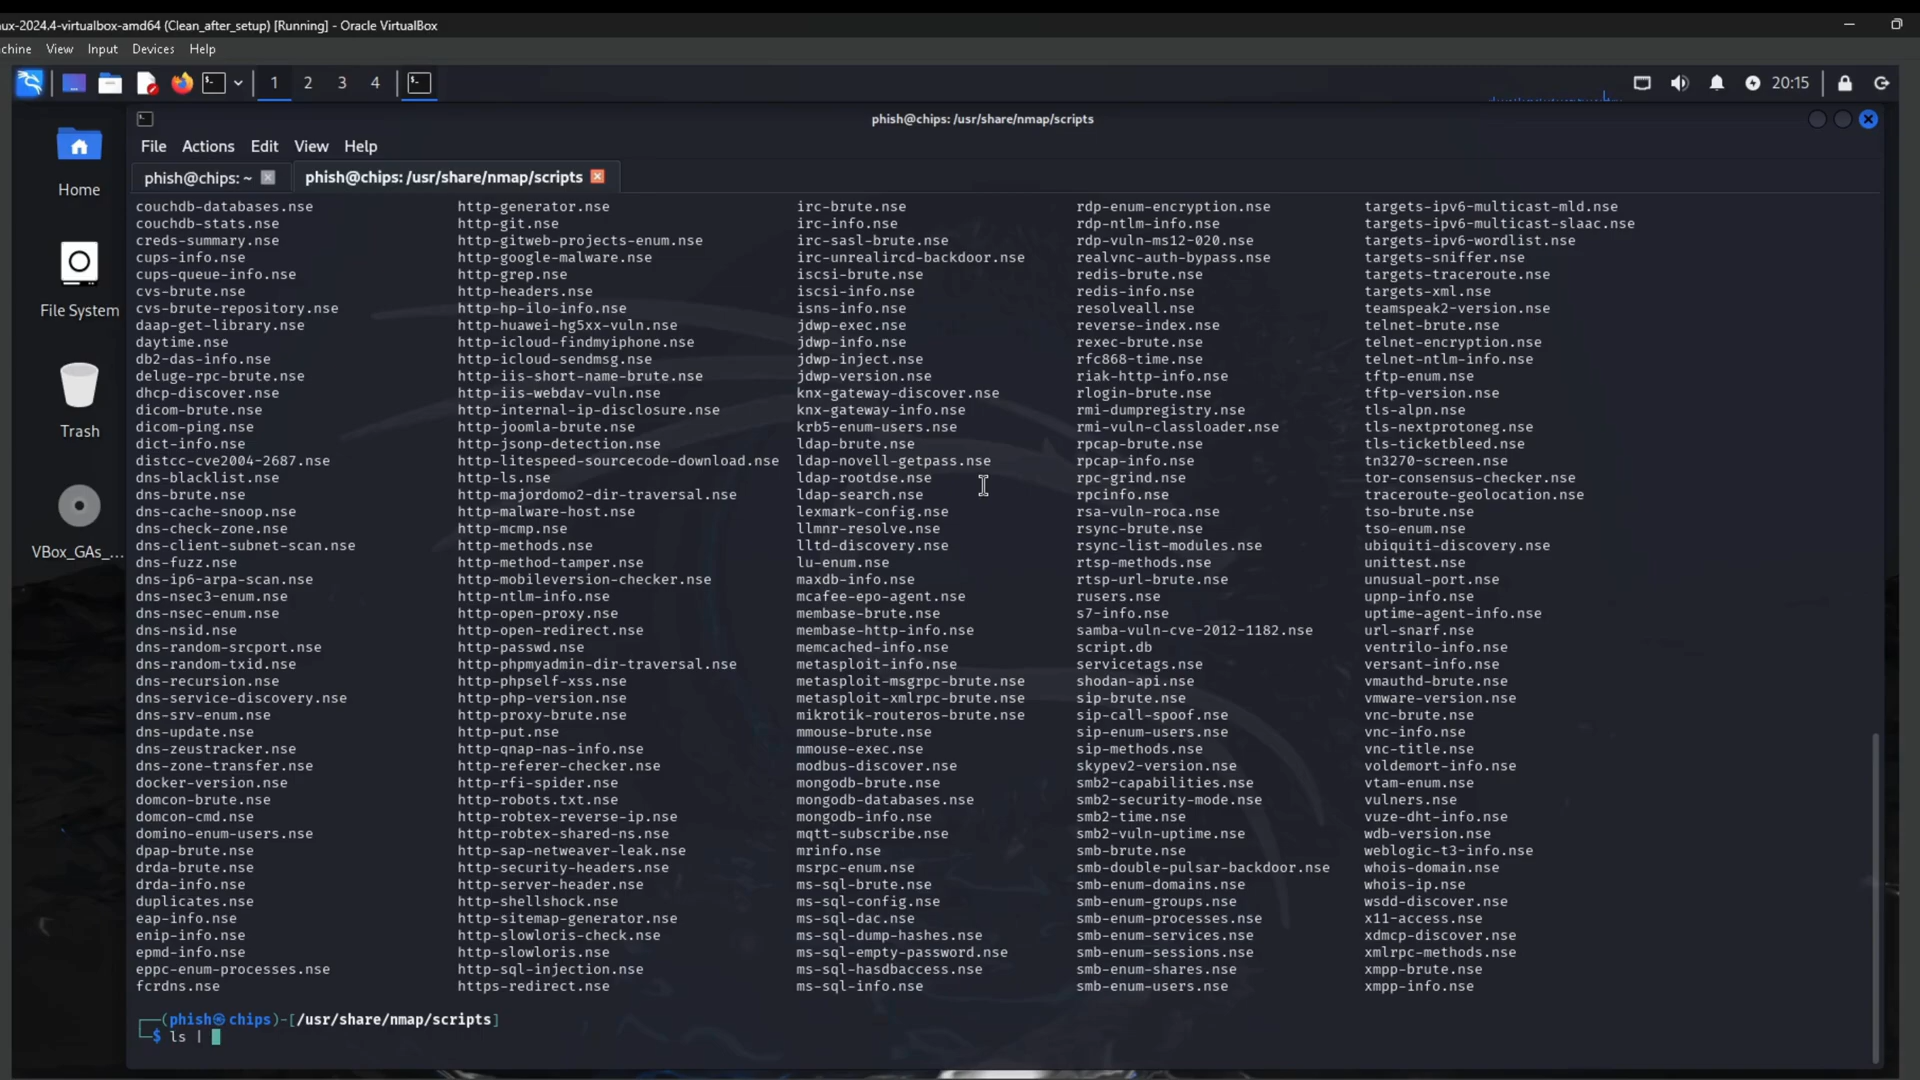 ux-2024.4-virtualbox-amd64 (Clean_after_setup) [Running] - Oracle VirtualBox
chine View Input Devices Help
1 2 3 4 20:15
phish@chips: /usr/share/nmap/scripts
File Actions Edit View Help
phish@chips: ~ phish@chips: /usr/share/nmap/scripts
Home
File System
Trash
VBox_GAs_...
couchdb-databases.nse http-generator.nse irc-brute.nse rdp-enum-encryption.nse targets-ipv6-multicast-mld.nse
couchdb-stats.nse http-git.nse irc-info.nse rdp-ntlm-info.nse targets-ipv6-multicast-slaac.nse
creds-summary.nse http-gitweb-projects-enum.nse irc-sasl-brute.nse rdp-vuln-ms12-020.nse targets-ipv6-wordlist.nse
cups-info.nse http-google-malware.nse irc-unrealircd-backdoor.nse realvnc-auth-bypass.nse targets-sniffer.nse
cups-queue-info.nse http-grep.nse iscsi-brute.nse redis-brute.nse targets-traceroute.nse
cvs-brute.nse http-headers.nse iscsi-info.nse redis-info.nse targets-xml.nse
cvs-brute-repository.nse http-hp-ilo-info.nse isns-info.nse resolveall.nse teamspeak2-version.nse
daap-get-library.nse http-huawei-hg5xx-vuln.nse jdwp-exec.nse reverse-index.nse telnet-brute.nse
daytime.nse http-icloud-findmyiphone.nse jdwp-info.nse rexec-brute.nse telnet-encryption.nse
db2-das-info.nse http-icloud-sendmsg.nse jdwp-inject.nse rfc868-time.nse telnet-ntlm-info.nse
deluge-rpc-brute.nse http-iis-short-name-brute.nse jdwp-version.nse riak-http-info.nse tftp-enum.nse
dhcp-discover.nse http-iis-webdav-vuln.nse knx-gateway-discover.nse rlogin-brute.nse tftp-version.nse
dicom-brute.nse http-internal-ip-disclosure.nse knx-gateway-info.nse rmi-dumpregistry.nse tls-alpn.nse
dicom-ping.nse http-joomla-brute.nse krb5-enum-users.nse rmi-vuln-classloader.nse tls-nextprotoneg.nse
dict-info.nse http-jsonp-detection.nse ldap-brute.nse rpcap-brute.nse tls-ticketbleed.nse
distcc-cve2004-2687.nse http-litespeed-sourcecode-download.nse ldap-novell-getpass.nse rpcap-info.nse tn3270-screen.nse
dns-blacklist.nse http-ls.nse ldap-rootdse.nse rpc-grind.nse tor-consensus-checker.nse
dns-brute.nse http-majordomo2-dir-traversal.nse ldap-search.nse rpcinfo.nse traceroute-geolocation.nse
dns-cache-snoop.nse http-malware-host.nse lexmark-config.nse rsa-vuln-roca.nse tso-brute.nse
dns-check-zone.nse http-mcmp.nse llmnr-resolve.nse rsync-brute.nse tso-enum.nse
dns-client-subnet-scan.nse http-methods.nse lltd-discovery.nse rsync-list-modules.nse ubiquiti-discovery.nse
dns-fuzz.nse http-method-tamper.nse lu-enum.nse rtsp-methods.nse unittest.nse
dns-ip6-arpa-scan.nse http-mobileversion-checker.nse maxdb-info.nse rtsp-url-brute.nse unusual-port.nse
dns-nsec3-enum.nse http-ntlm-info.nse mcafee-epo-agent.nse rusers.nse upnp-info.nse
dns-nsec-enum.nse http-open-proxy.nse membase-brute.nse s7-info.nse uptime-agent-info.nse
dns-nsid.nse http-open-redirect.nse membase-http-info.nse samba-vuln-cve-2012-1182.nse url-snarf.nse
dns-random-srcport.nse http-passwd.nse memcached-info.nse script.db ventrilo-info.nse
dns-random-txid.nse http-phpmyadmin-dir-traversal.nse metasploit-info.nse servicetags.nse versant-info.nse
dns-recursion.nse http-phpself-xss.nse metasploit-msgrpc-brute.nse shodan-api.nse vmauthd-brute.nse
dns-service-discovery.nse http-php-version.nse metasploit-xmlrpc-brute.nse sip-brute.nse vmware-version.nse
dns-srv-enum.nse http-proxy-brute.nse mikrotik-routeros-brute.nse sip-call-spoof.nse vnc-brute.nse
dns-update.nse http-put.nse mmouse-brute.nse sip-enum-users.nse vnc-info.nse
dns-zeustracker.nse http-qnap-nas-info.nse mmouse-exec.nse sip-methods.nse vnc-title.nse
dns-zone-transfer.nse http-referer-checker.nse modbus-discover.nse skypev2-version.nse voldemort-info.nse
docker-version.nse http-rfi-spider.nse mongodb-brute.nse smb2-capabilities.nse vtam-enum.nse
domcon-brute.nse http-robots.txt.nse mongodb-databases.nse smb2-security-mode.nse vulners.nse
domcon-cmd.nse http-robtex-reverse-ip.nse mongodb-info.nse smb2-time.nse vuze-dht-info.nse
domino-enum-users.nse http-robtex-shared-ns.nse mqtt-subscribe.nse smb2-vuln-uptime.nse wdb-version.nse
dpap-brute.nse http-sap-netweaver-leak.nse mrinfo.nse smb-brute.nse weblogic-t3-info.nse
drda-brute.nse http-security-headers.nse msrpc-enum.nse smb-double-pulsar-backdoor.nse whois-domain.nse
drda-info.nse http-server-header.nse ms-sql-brute.nse smb-enum-domains.nse whois-ip.nse
duplicates.nse http-shellshock.nse ms-sql-config.nse smb-enum-groups.nse wsdd-discover.nse
eap-info.nse http-sitemap-generator.nse ms-sql-dac.nse smb-enum-processes.nse x11-access.nse
enip-info.nse http-slowloris-check.nse ms-sql-dump-hashes.nse smb-enum-services.nse xdmcp-discover.nse
epmd-info.nse http-slowloris.nse ms-sql-empty-password.nse smb-enum-sessions.nse xmlrpc-methods.nse
eppc-enum-processes.nse http-sql-injection.nse ms-sql-hasdbaccess.nse smb-enum-shares.nse xmpp-brute.nse
fcrdns.nse https-redirect.nse ms-sql-info.nse smb-enum-users.nse xmpp-info.nse
┌──(phish㉿chips)-[/usr/share/nmap/scripts]
└─$ ls |